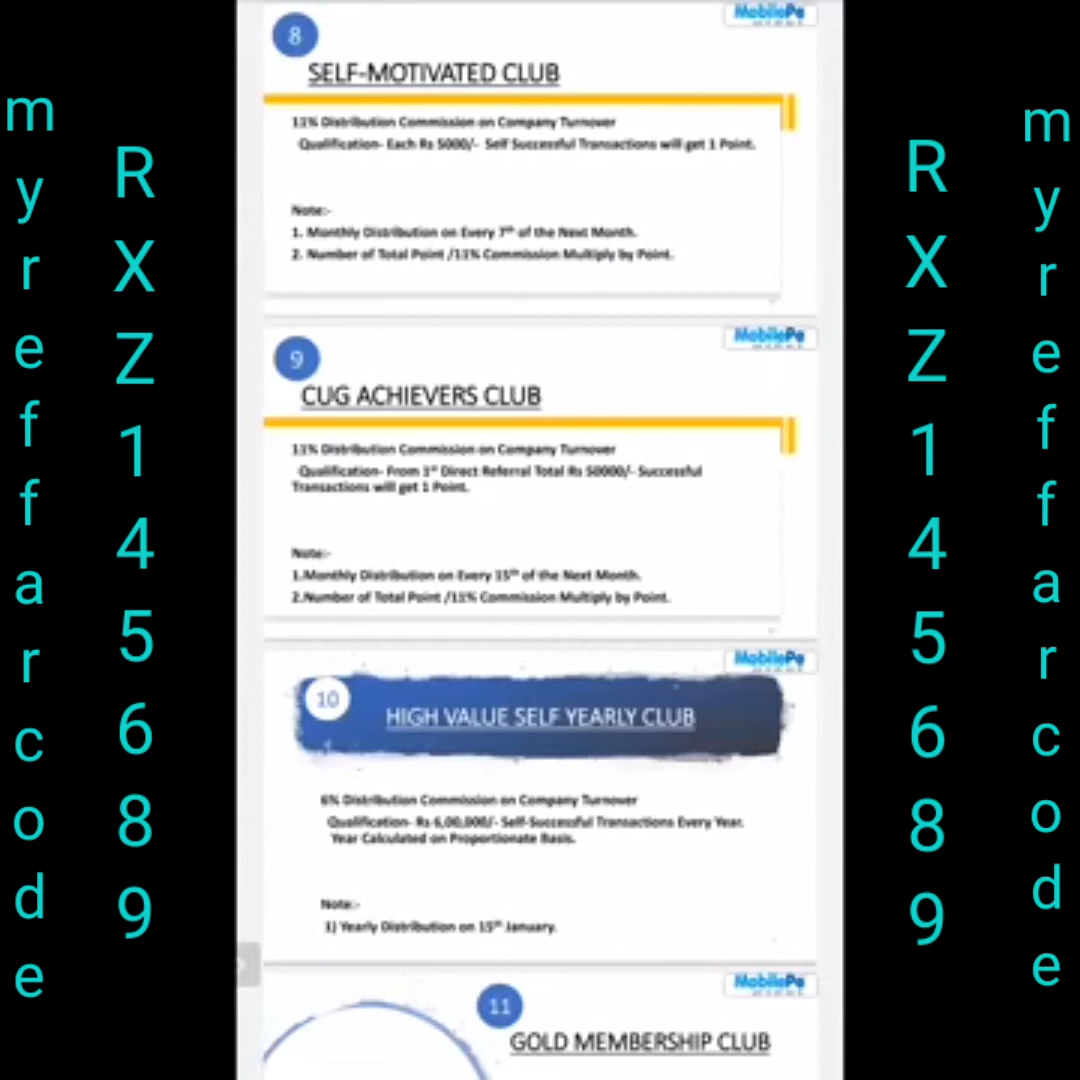 myreffarcode
RXZ145689
MobilePe
8
SELF-MOTIVATED CLUB
11% Distribution Commission on Company Turnover
Qualification- Each Rs 5000/- Self Successful Transactions will get 1 Point.
Note:-
1. Monthly Distribution on Every 7th of the Next Month.
2. Number of Total Point /11% Commission Multiply by Point.
MobilePe
9
CUG ACHIEVERS CLUB
11% Distribution Commission on Company Turnover
Qualification- From 1st Direct Referral Total Rs 50000/- Successful
Transactions will get 1 Point.
Note:-
1.Monthly Distribution on Every 15th of the Next Month.
2.Number of Total Point /11% Commission Multiply by Point.
MobilePe
10
HIGH VALUE SELF YEARLY CLUB
6% Distribution Commission on Company Turnover
Qualification- Rs 6,00,000/- Self-Successful Transactions Every Year.
Year Calculated on Proportionate Basis.
Note:-
1) Yearly Distribution on 15th January.
MobilePe
11
GOLD MEMBERSHIP CLUB
RXZ145689
myreffarcode